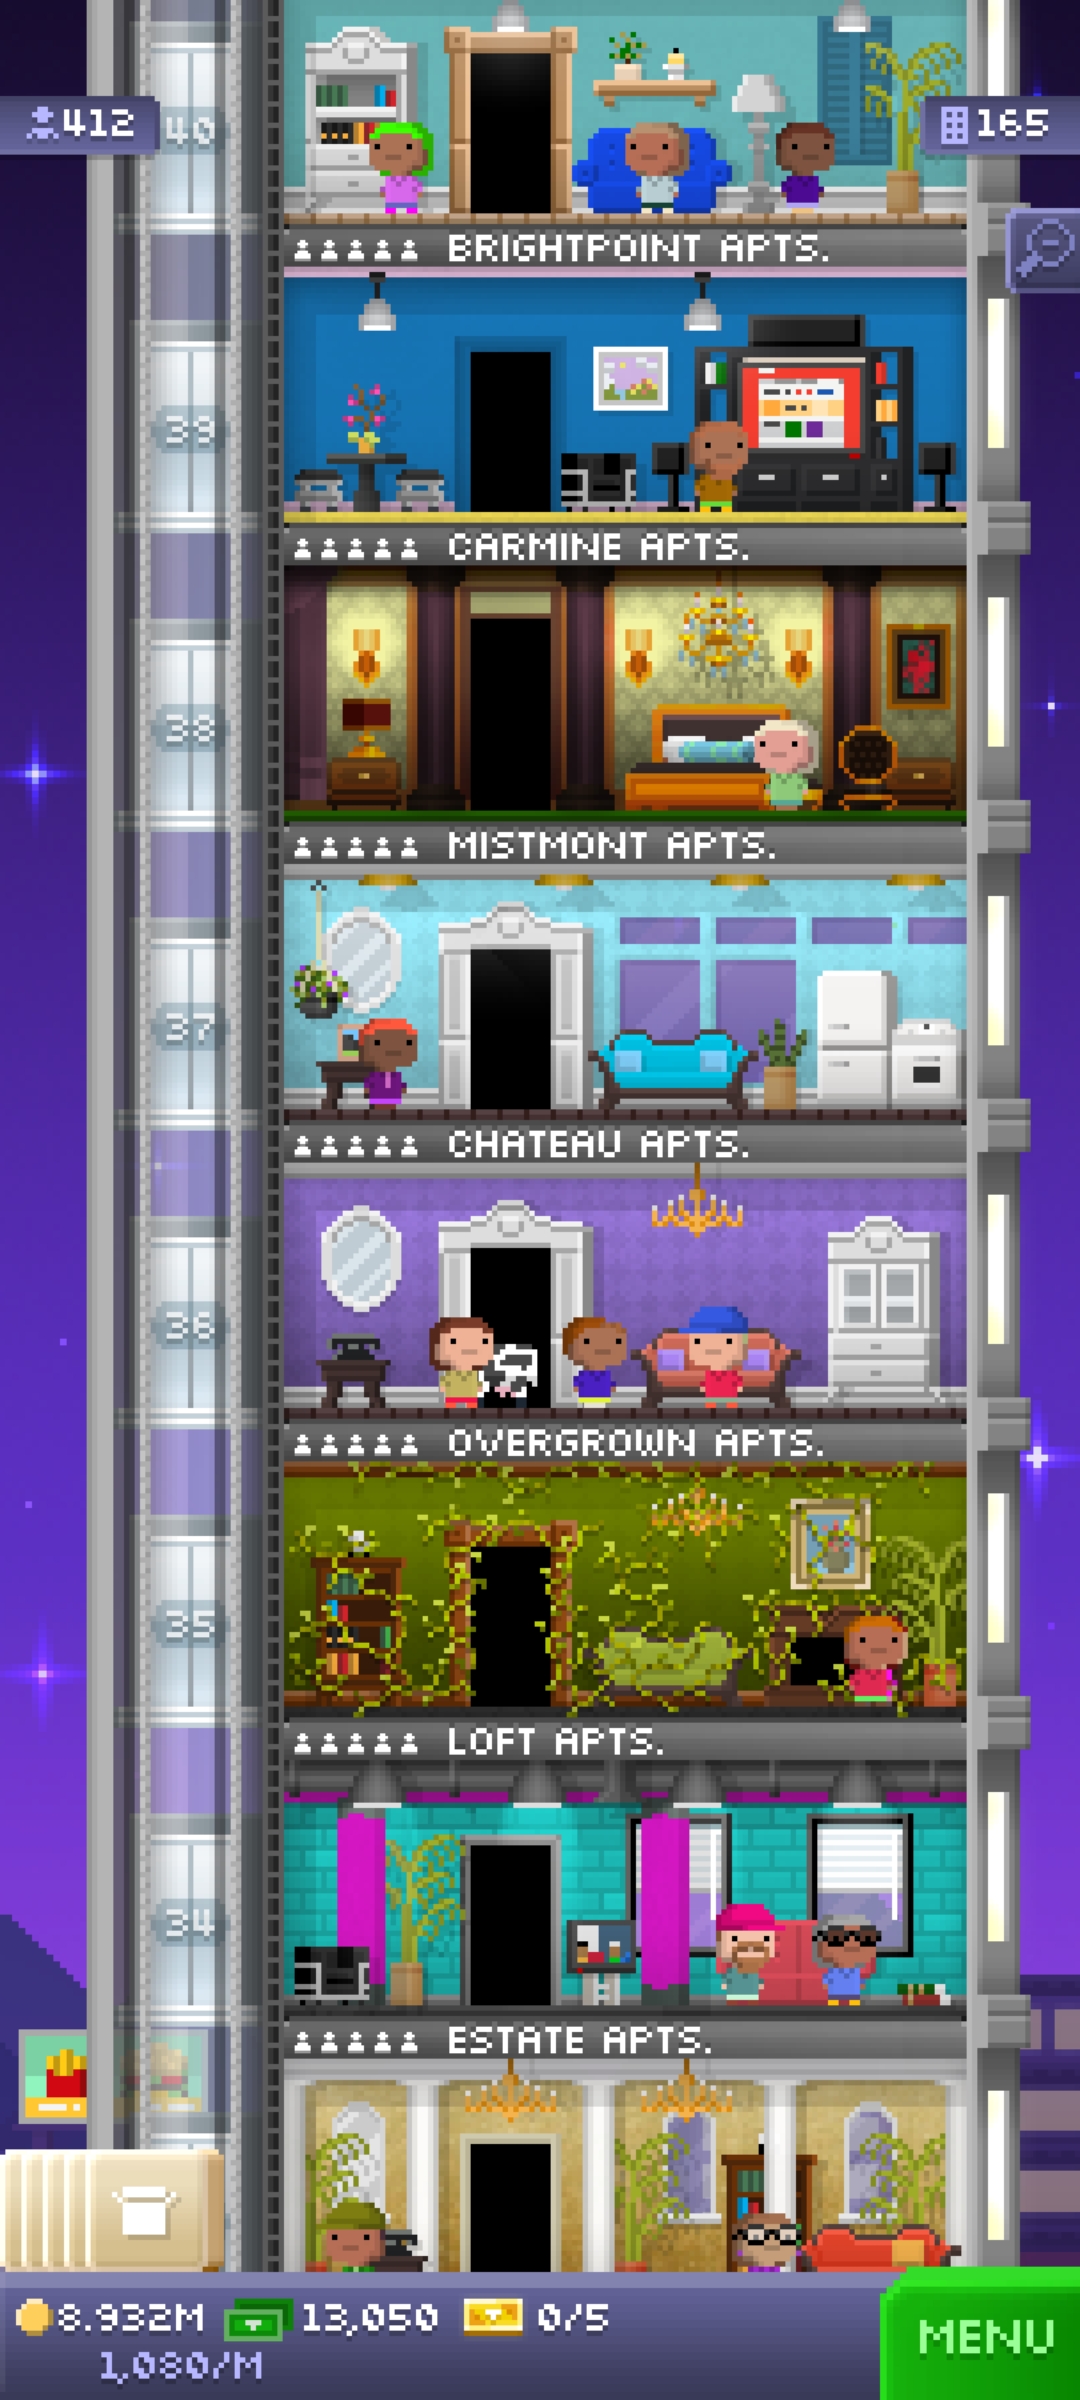 412
40
165
BRIGHTPOINT APTS.
39
CARMINE APTS.
38
MISTMONT APTS.
37
CHATEAU APTS.
36
OVERGROWN APTS.
35
LOFT APTS.
34
ESTATE APTS.
8.932M 13,050 0/5
1,080/M
MENU